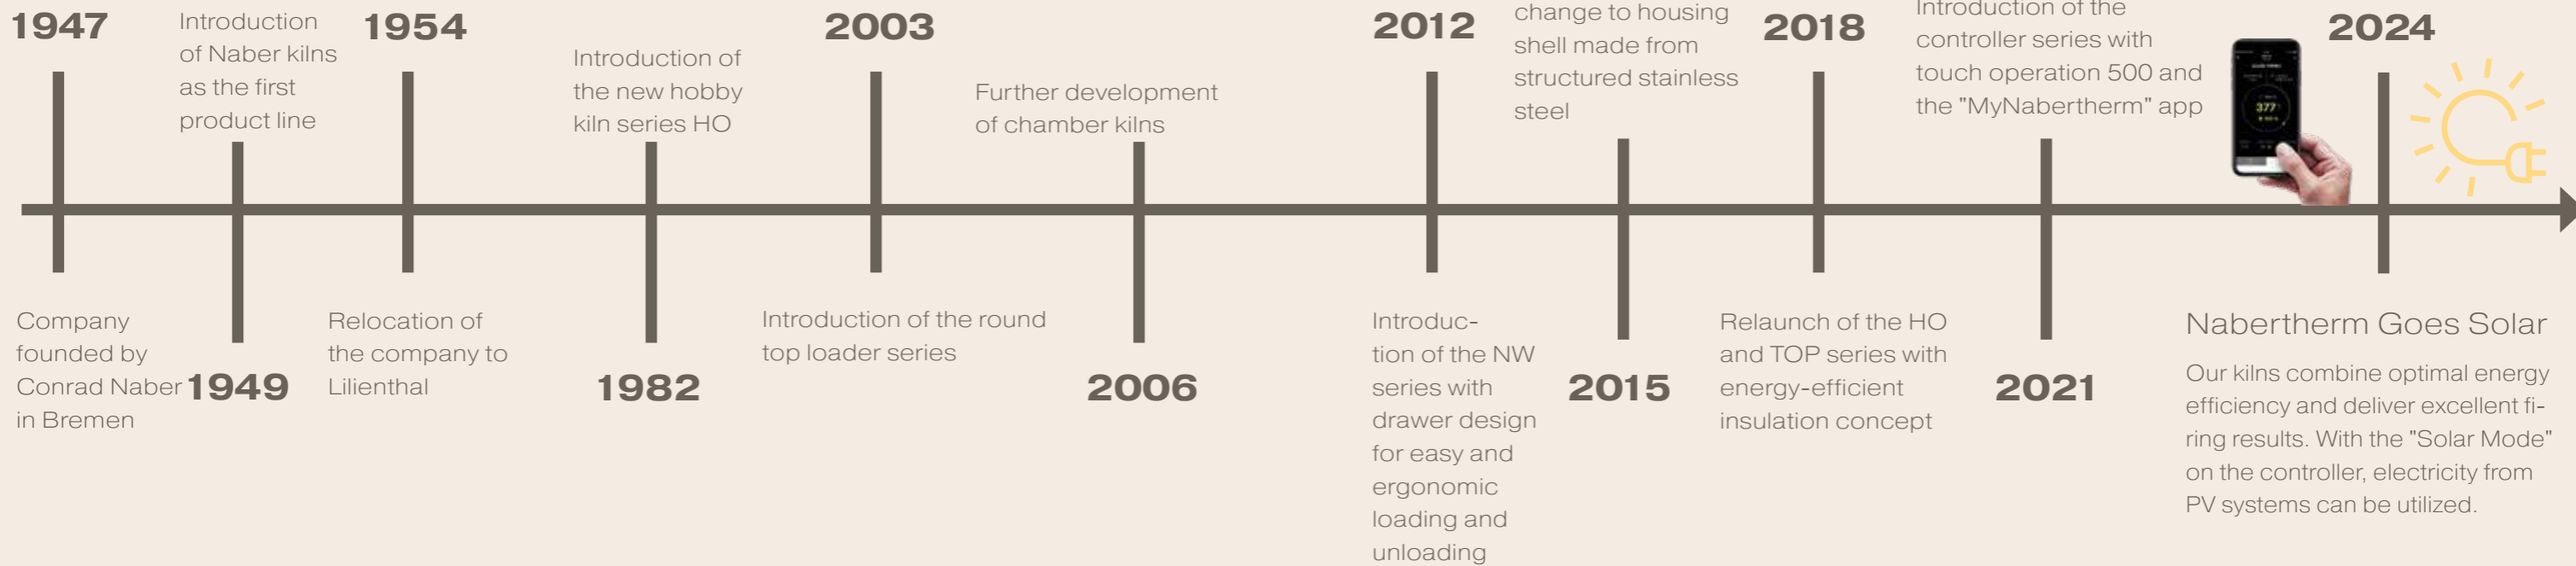 1947
Company
founded by
Conrad Naber
in Bremen
Introduction
of Naber kilns
as the first
product line
1949
1954
Relocation of
the company to
Lilienthal
Introduction of
the new hobby
kiln series HO
1982
2003
Introduction of the round
top loader series
Further development
of chamber kilns
2006
2012
Introduc-
tion of the NW
series with
drawer design
for easy and
ergonomic
loading and
unloading
change to housing
shell made from
structured stainless
steel
2015
2018
Relaunch of the HO
and TOP series with
energy-efficient
insulation concept
Introduction of the
controller series with
touch operation 500 and
the "MyNabertherm" app
2021
377
2024
Nabertherm Goes Solar
Our kilns combine optimal energy
efficiency and deliver excellent fi-
ring results. With the "Solar Mode"
on the controller, electricity from
PV systems can be utilized.